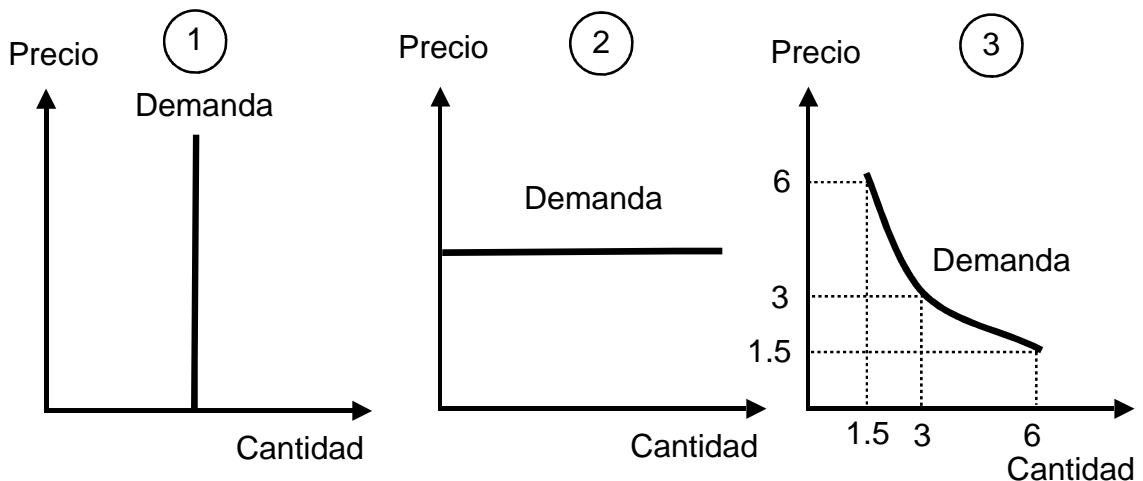 1
Precio
Demanda
Cantidad
2
Precio
Demanda
Cantidad
3
Precio
6
Demanda
3
1.5
1.5 3 6
Cantidad